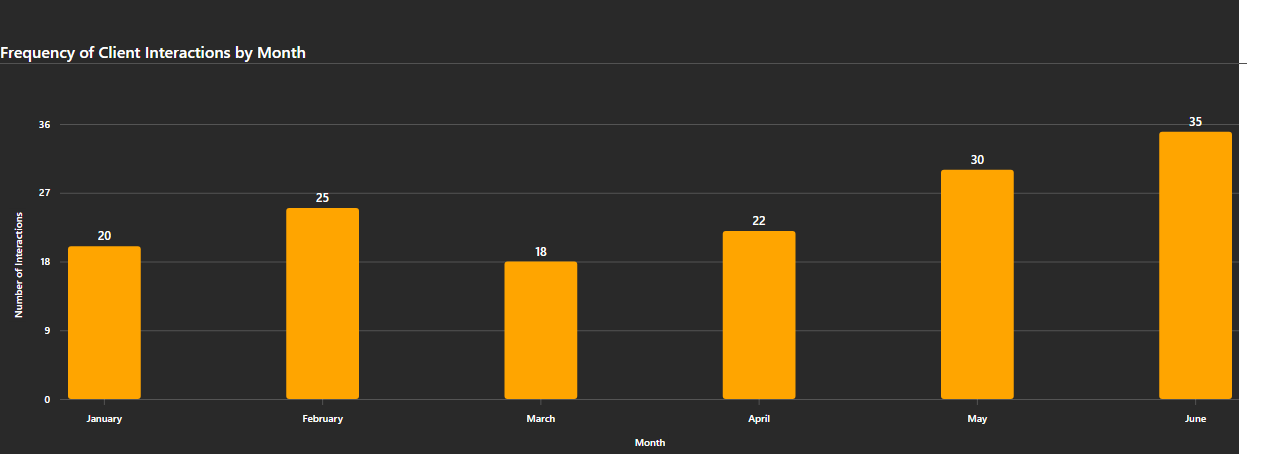 Frequency of Client Interactions by Month
36
27
18
9
0
Number of Interactions
20
25
18
22
30
35
January February March April May June
Month